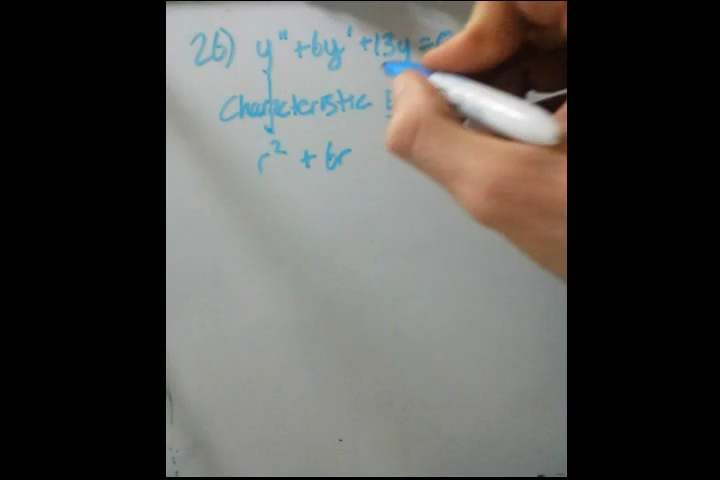 26) y" + 6y' + 13y =
Characteristic
r² + 6r